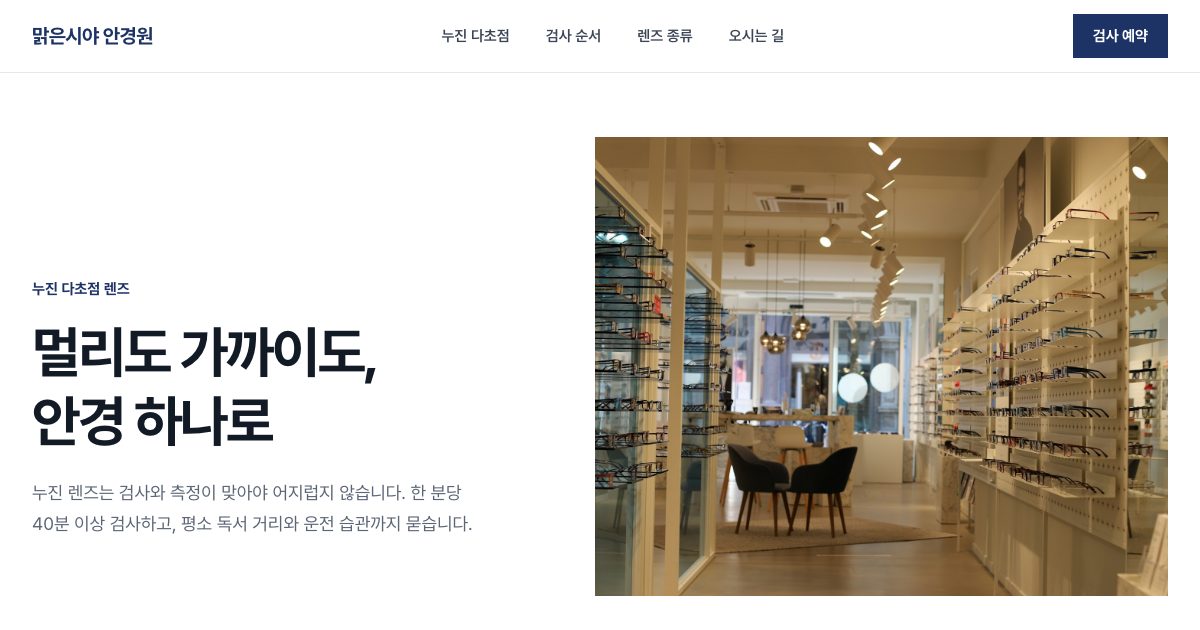 맑은시야 안경원
누진 다초점
검사 순서
렌즈 종류
오시는 길
검사 예약
누진 다초점 렌즈
멀리도 가까이도,
안경 하나로
누진 렌즈는 검사와 측정이 맞아야 어지럽지 않습니다. 한 분당
40분 이상 검사하고, 평소 독서 거리와 운전 습관까지 묻습니다.